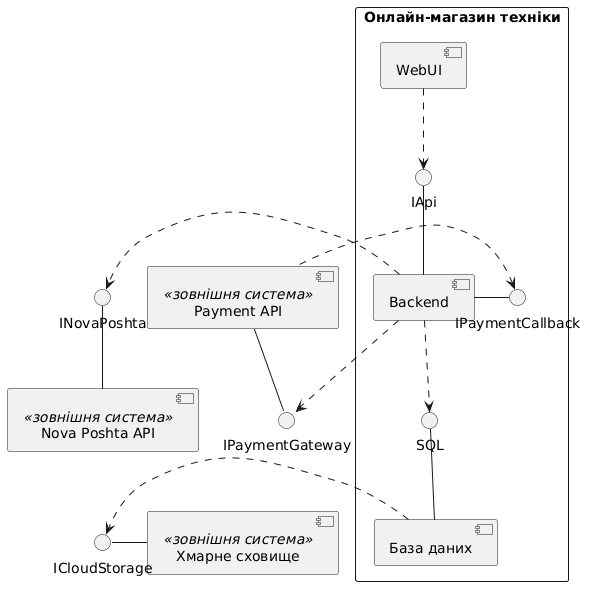 Онлайн-магазин техніки
WebUI
IApi
«зовнішня система»
Payment API
Backend
INovaPoshta
IPaymentCallback
«зовнішня система»
Nova Poshta API
IPaymentGateway
SQL
«зовнішня система»
Хмарне сховище
База даних
ICloudStorage